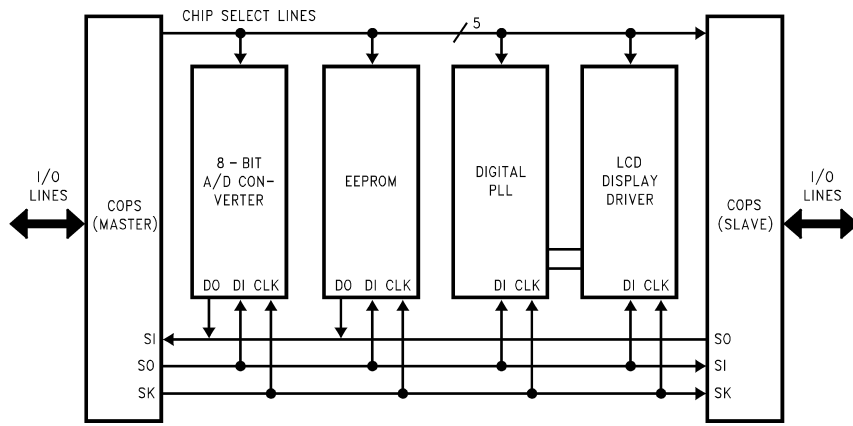 CHIP SELECT LINES
5
8 – BIT
A/D CON-
VERTER
EEPROM
DIGITAL
PLL
LCD
DISPLAY
DRIVER
I/O
LINES
COPS
(MASTER)
COPS
(SLAVE)
I/O
LINES
DO DI CLK
DO DI CLK
DI CLK
DI CLK
SI
SO
SO
SI
SK
SK